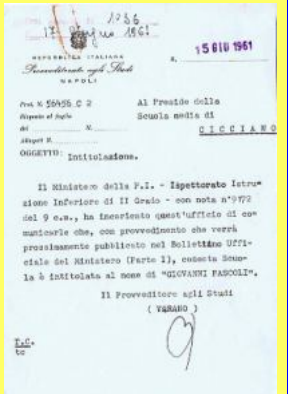 1036
17 Giugno 1961
REPUBBLICA ITALIANA
Provveditorato agli Studi
NAPOLI
15 GIU 1961
Prot. N. 56456.C 2
Risposta al foglio
del N.
Allegati N.
OGGETTO: Intitolazione.
Al Preside della
Scuola media di
CICCIANO
Il Ministero della P.I. - Ispettorato Istru-
zione Inferiore di II Grado - con nota n°9172
del 9 c.m., ha incaricato quest'ufficio di co-
municarle che, con provvedimento che verrà
prossimamente pubblicato nel Bollettino Uffi-
ciale del Ministero (Parte I), codesta Scuo-
la è intitolata al nome di "GIOVANNI PASCOLI".
Il Provveditore agli Studi
( VARANO )
T.C.
tc